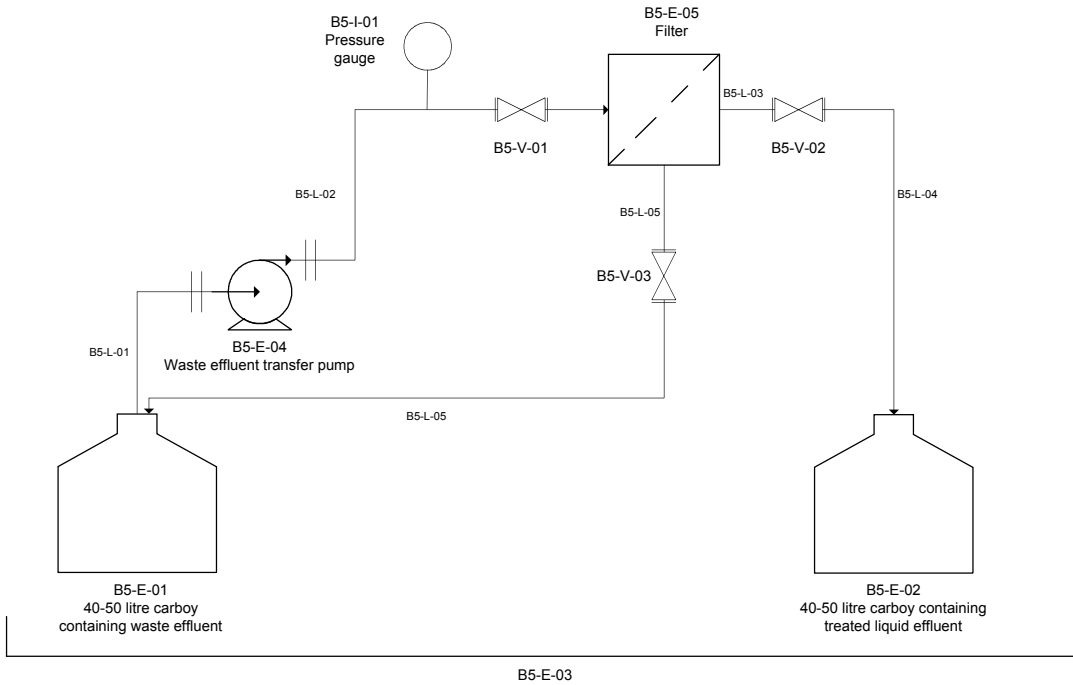 B5-I-01
Pressure
gauge
B5-E-05
Filter
B5-L-03
B5-V-01
B5-V-02
B5-L-02
B5-L-04
B5-L-05
B5-V-03
B5-E-04
Waste effluent transfer pump
B5-L-01
B5-L-05
B5-E-01
40-50 litre carboy
containing waste effluent
B5-E-02
40-50 litre carboy containing
treated liquid effluent
B5-E-03